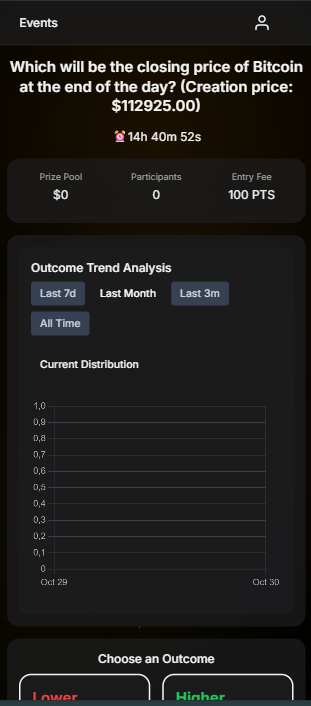 Events
Which will be the closing price of Bitcoin
at the end of the day? (Creation price:
$112925.00)
⏰14h 40m 52s
Prize Pool Participants Entry Fee
$0 0 100 PTS
Outcome Trend Analysis
Last 7d Last Month Last 3m
All Time
Current Distribution
1,0
0,9
0,8
0,7
0,6
0,5
0,4
0,3
0,2
0,1
0
Oct 29 Oct 30
Choose an Outcome
Lower Higher